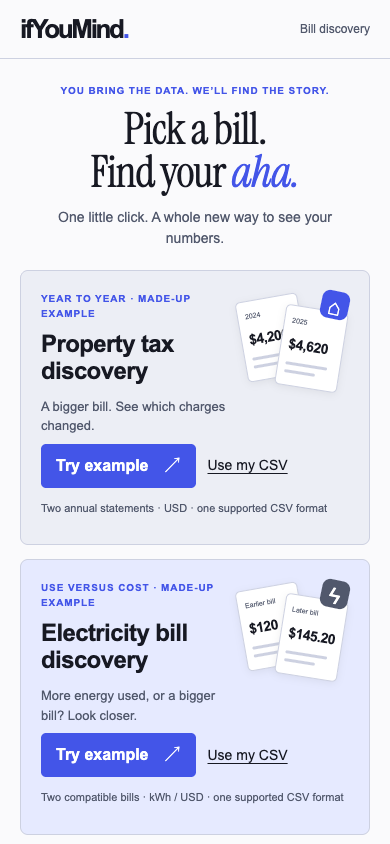 ifYouMind.
Bill discovery
YOU BRING THE DATA. WE'LL FIND THE STORY.
Pick a bill.
Find your aha.
One little click. A whole new way to see your
numbers.
YEAR TO YEAR · MADE-UP
EXAMPLE
Property tax
discovery
A bigger bill. See which charges
changed.
2024
$4,20
2025
$4,620
Try example
Use my CSV
Two annual statements · USD · one supported CSV format
USE VERSUS COST · MADE-UP
EXAMPLE
Electricity bill
discovery
More energy used, or a bigger
bill? Look closer.
Earlier bill
$120
Later bill
$145.20
Try example
Use my CSV
Two compatible bills · kWh / USD · one supported CSV format